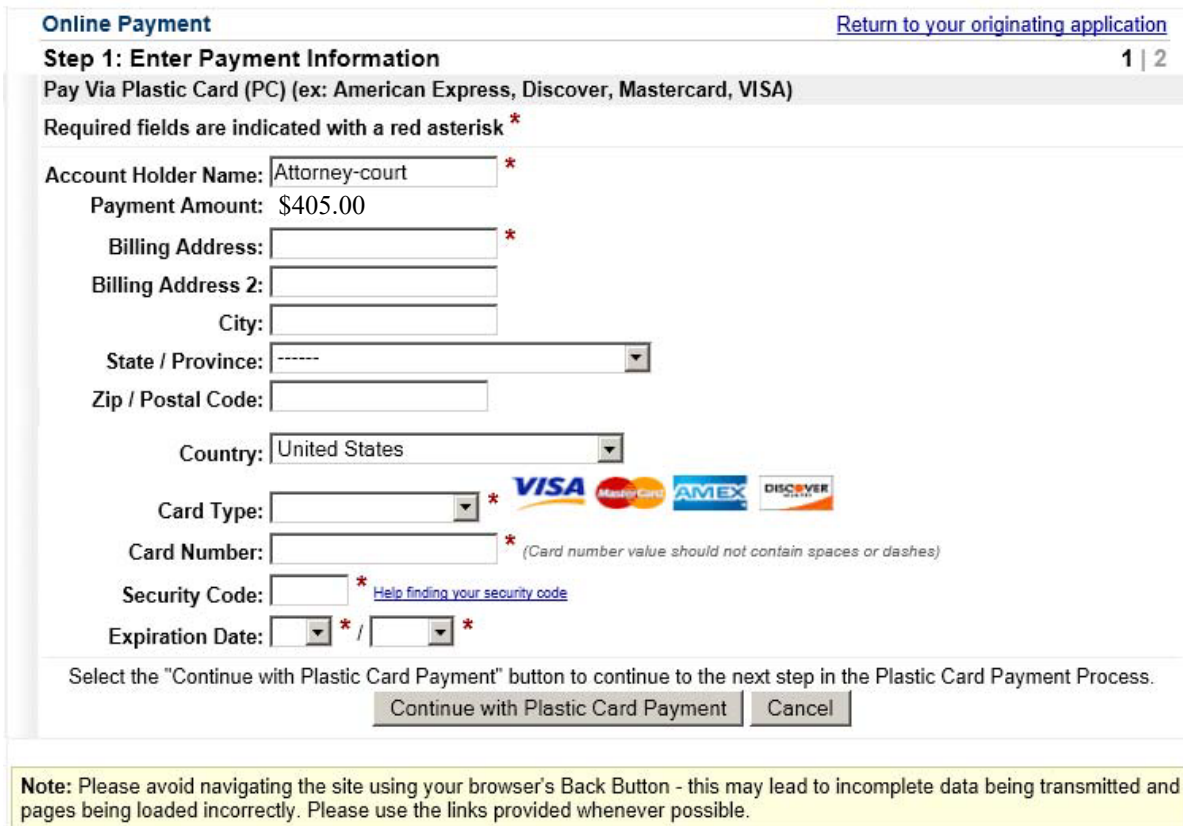 Online Payment Return to your originating application
Step 1: Enter Payment Information 1 | 2
Pay Via Plastic Card (PC) (ex: American Express, Discover, Mastercard, VISA)
Required fields are indicated with a red asterisk *
Account Holder Name: Attorney-court *
Payment Amount: $405.00
Billing Address: *
Billing Address 2:
City:
State / Province: ------
Zip / Postal Code:
Country: United States
Card Type: * VISA MasterCard AMEX DISCOVER
Card Number: * (Card number value should not contain spaces or dashes)
Security Code: * Help finding your security code
Expiration Date: * / *
Select the "Continue with Plastic Card Payment" button to continue to the next step in the Plastic Card Payment Process.
Continue with Plastic Card Payment Cancel
Note: Please avoid navigating the site using your browser's Back Button - this may lead to incomplete data being transmitted and
pages being loaded incorrectly. Please use the links provided whenever possible.